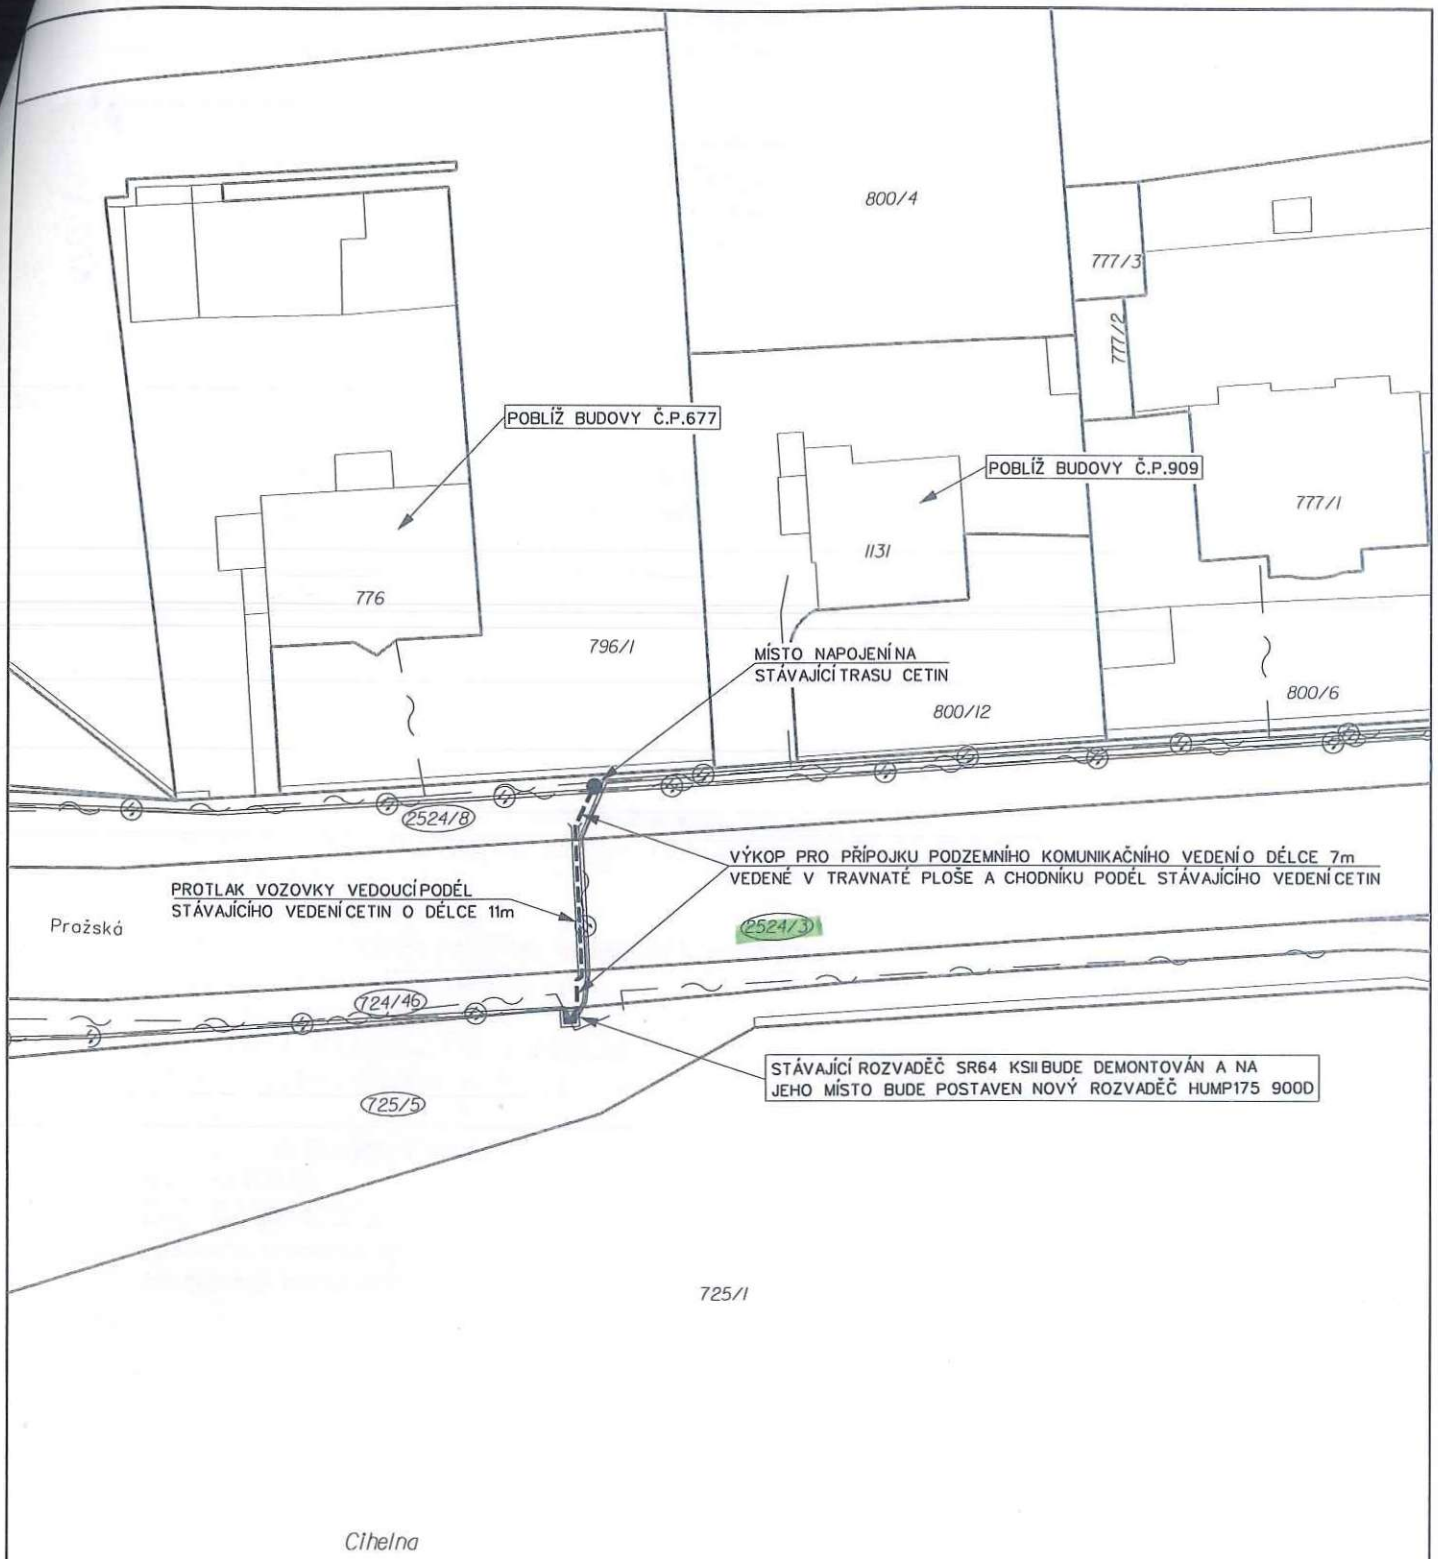 800/4
777/3
777/2
POBLÍŽ BUDOVY Č.P.677
POBLÍŽ BUDOVY Č.P.909
777/1
1131
776
796/1
MÍSTO NAPOJENÍ NA
STÁVAJÍCÍ TRASU CETIN
800/6
800/12
2524/8
VÝKOP PRO PŘÍPOJKU PODZEMNÍHO KOMUNIKAČNÍHO VEDENÍ O DÉLCE 7m
VEDENÉ V TRAVNATÉ PLOŠE A CHODNÍKU PODÉL STÁVAJÍCÍHO VEDENÍ CETIN
PROTLAK VOZOVKY VEDOUCÍ PODÉL
STÁVAJÍCÍHO VEDENÍ CETIN O DÉLCE 11m
Pražská
2524/3
724/46
STÁVAJÍCÍ ROZVADĚČ SR64 KSII BUDE DEMONTOVÁN A NA
JEHO MÍSTO BUDE POSTAVEN NOVÝ ROZVADĚČ HUMP175 900D
725/5
725/1
Cihelna